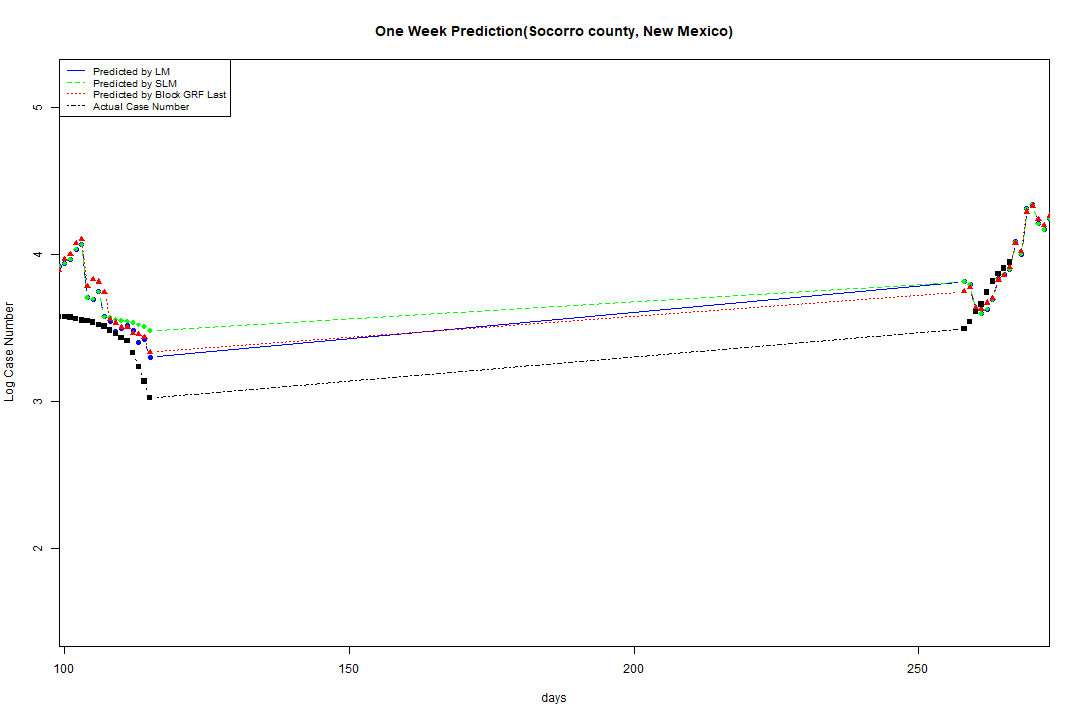 One Week Prediction(Socorro county, New Mexico)
Predicted by LM
Predicted by SLM
Predicted by Block GRF Last
Actual Case Number
5
4
3
2
Log Case Number
100 150 200 250
days